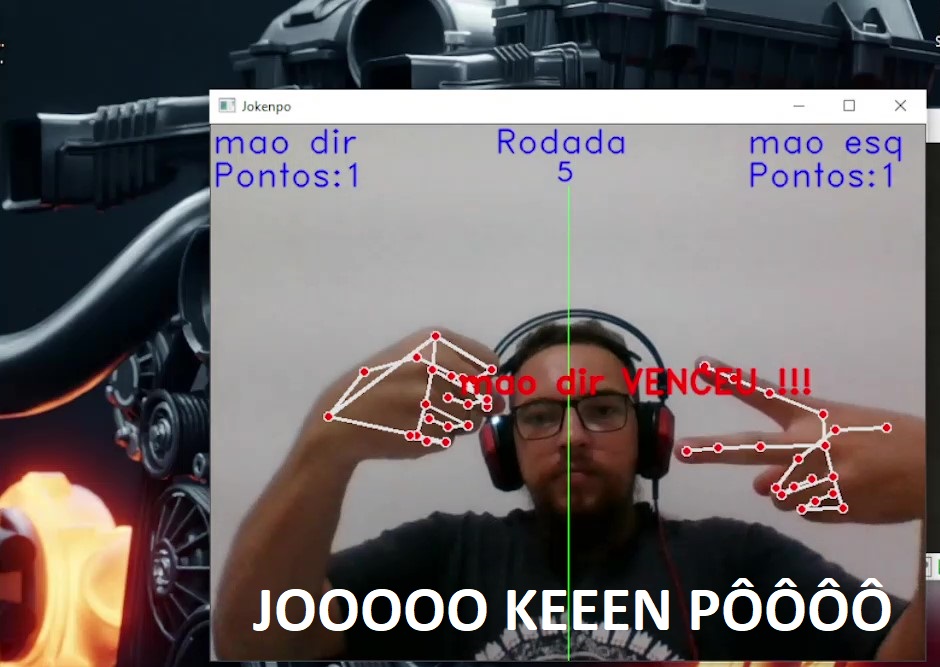 Jokenpo
mao dir
Pontos:1
Rodada
5
mao esq
Pontos:1
mao dir VENCEU !!!
JOOOOO KEEEN PÔÔÔÔ